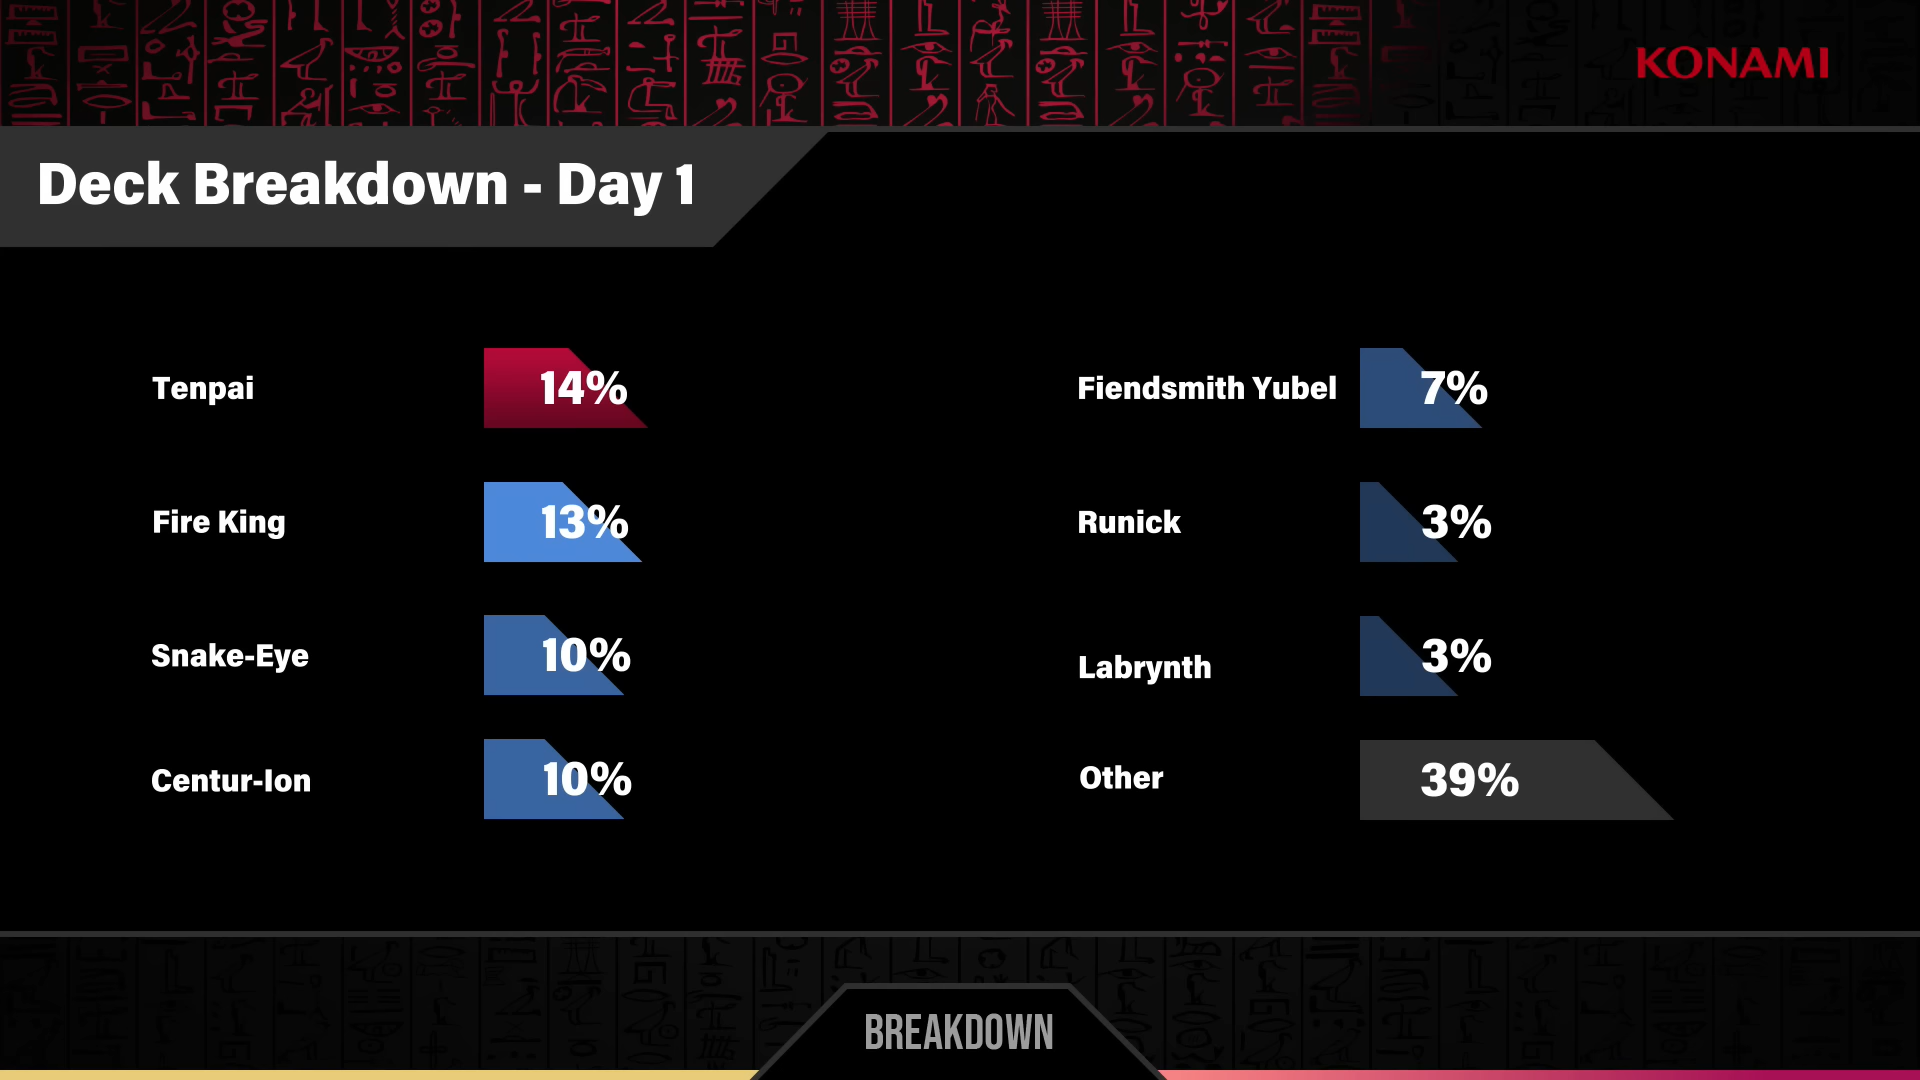 KONAMI
Deck Breakdown - Day 1
Tenpai 14%
Fire King 13%
Snake-Eye 10%
Centur-Ion 10%
Fiendsmith Yubel 7%
Runick 3%
Labrynth 3%
Other 39%
BREAKDOWN